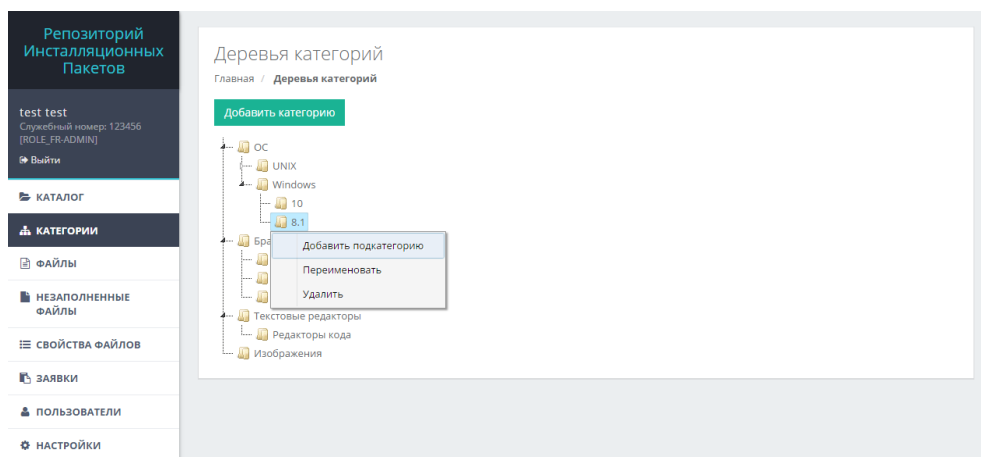 Репозиторий
Инсталляционных
Пакетов
test test
Служебный номер: 123456
[ROLE_FR-ADMIN]
Выйти
КАТАЛОГ
КАТЕГОРИИ
ФАЙЛЫ
НЕЗАПОЛНЕННЫЕ
ФАЙЛЫ
СВОЙСТВА ФАЙЛОВ
ЗАЯВКИ
ПОЛЬЗОВАТЕЛИ
НАСТРОЙКИ
Деревья категорий
Главная / Деревья категорий
Добавить категорию
ОС
UNIX
Windows
10
8.1
Бра
Добавить подкатегорию
Переименовать
Удалить
Текстовые редакторы
Редакторы кода
Изображения